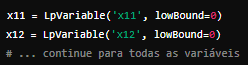 x11 = LpVariable('x11', lowBound=0)
x12 = LpVariable('x12', lowBound=0)
# ... continue para todas as variáveis